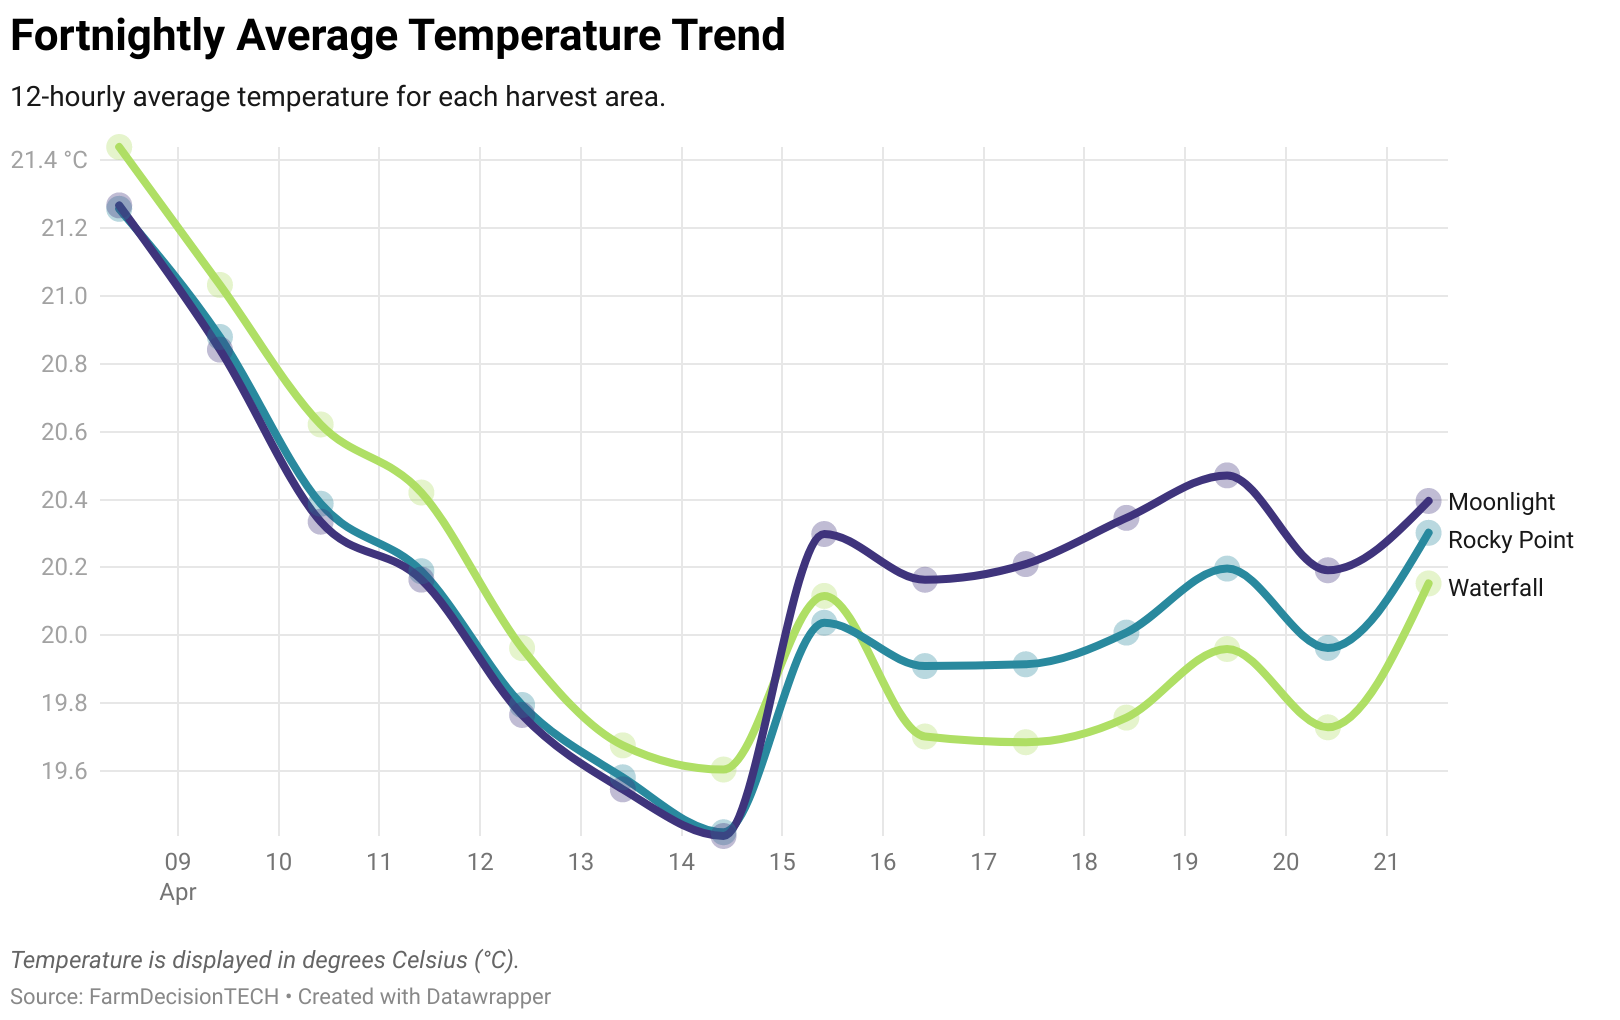 Fortnightly Average Temperature Trend
12-hourly average temperature for each harvest area.
21.4 °C
21.2
21.0
20.8
20.6
20.4
20.2
20.0
19.8
19.6
Moonlight
Rocky Point
Waterfall
09 10 11 12 13 14 15 16 17 18 19 20 21
Apr
Temperature is displayed in degrees Celsius (°C).
Source: FarmDecisionTECH • Created with Datawrapper